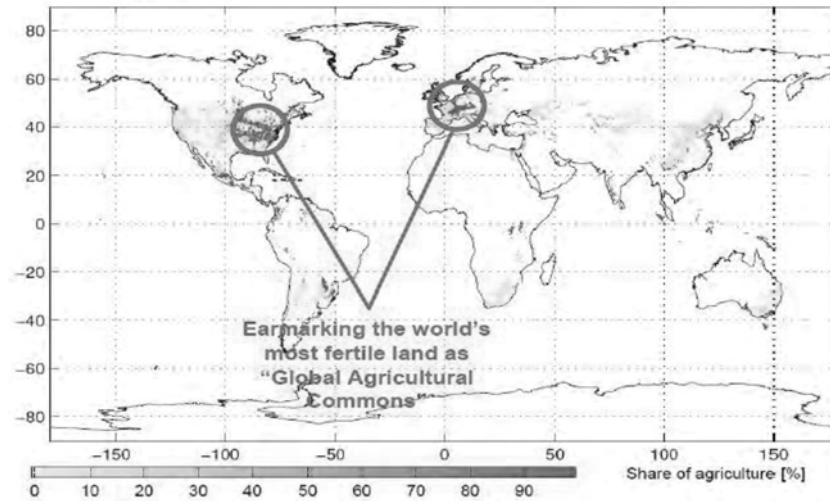 80
60
40
20
0
−20
−40
−60
−80
Earmarking the world's
most fertile land as
“Global Agricultural
Commons
−150 −100 −50 0 50 100 150
0 10 20 30 40 50 60 70 80 90
Share of agriculture [%]